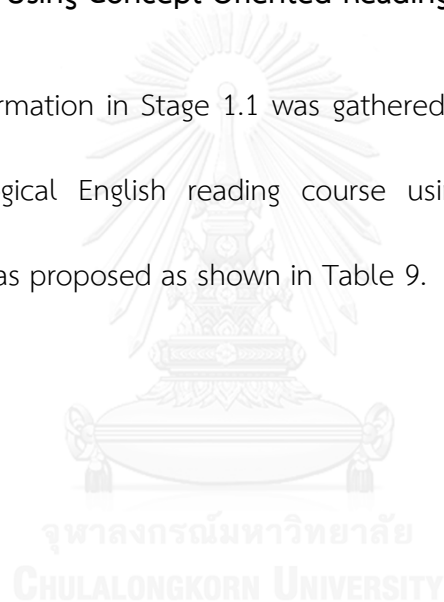 Using Concept Oriented Reading
rmation in Stage 1.1 was gathered
gical English reading course usi
as proposed as shown in Table 9.
จุฬาลงกรณ์มหาวิทยาลัย
CHULALONGKORN UNIVERSITY